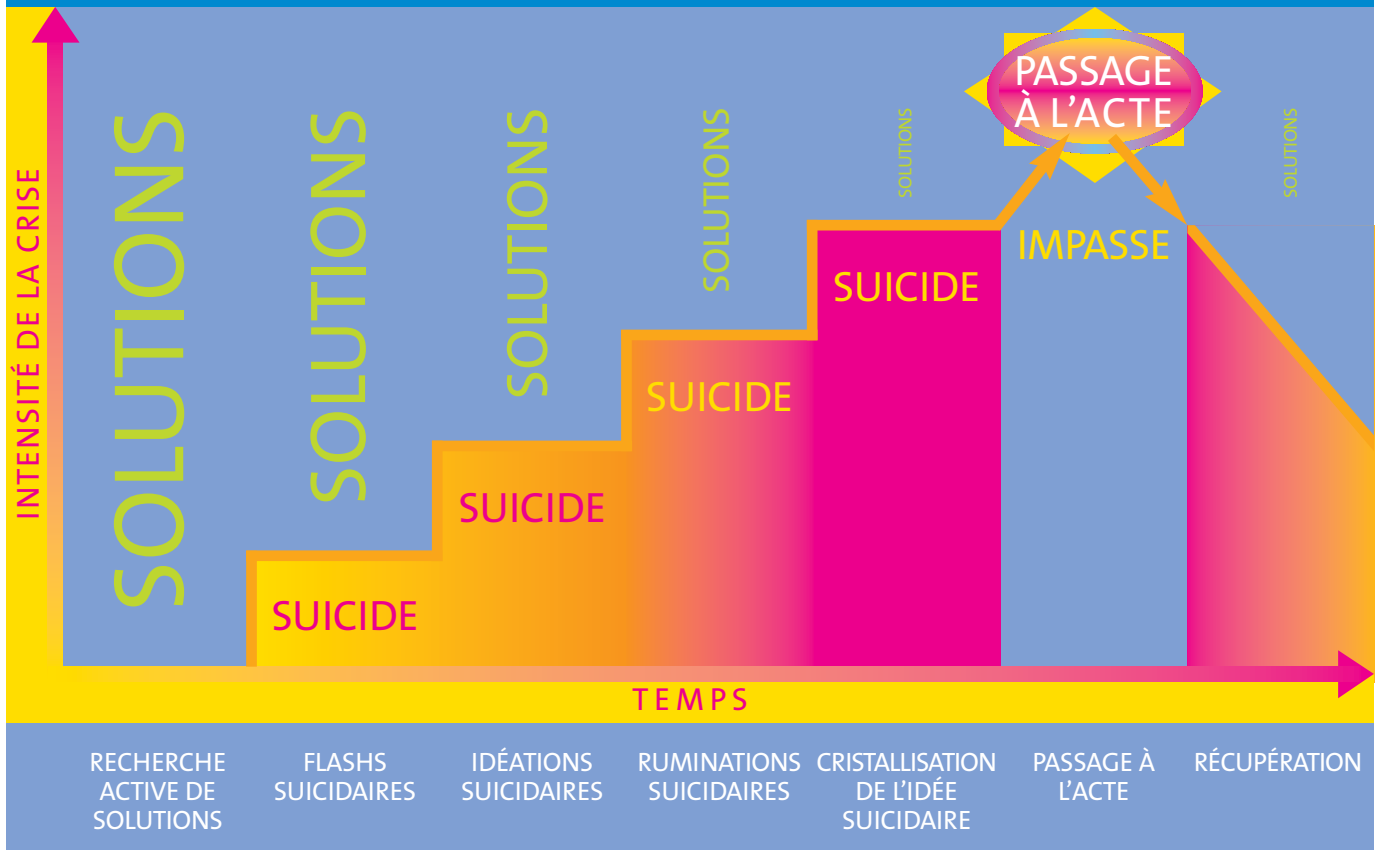 INTENSITÉ DE LA CRISE
SOLUTIONS
SOLUTIONS
SOLUTIONS
SOLUTIONS
SOLUTIONS
PASSAGE
À L'ACTE
SOLUTIONS
SUICIDE
SUICIDE
SUICIDE
SUICIDE
IMPASSE
TEMPS
RECHERCHE
ACTIVE DE
SOLUTIONS
FLASHS
SUICIDAIRES
IDÉATIONS
SUICIDAIRES
RUMINATIONS
SUICIDAIRES
CRISTALLISATION
DE L'IDÉE
SUICIDAIRE
PASSAGE À
L'ACTE
RÉCUPÉRATION